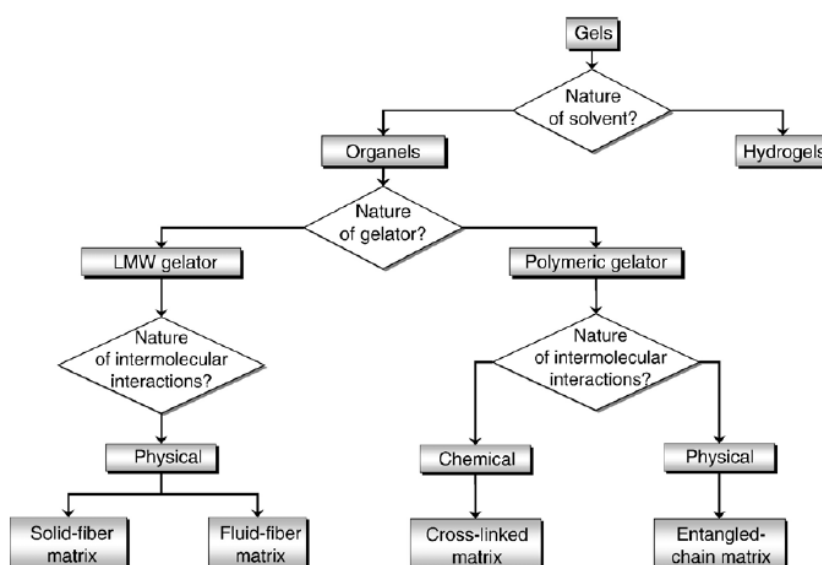 Gels
Nature
of solvent?
Organels
Hydrogels
Nature
of gelator?
LMW gelator
Polymeric gelator
Nature
of intermolecular
interactions?
Nature
of intermolecular
interactions?
Physical
Chemical
Physical
Solid-fiber
matrix
Fluid-fiber
matrix
Cross-linked
matrix
Entangled-
chain matrix